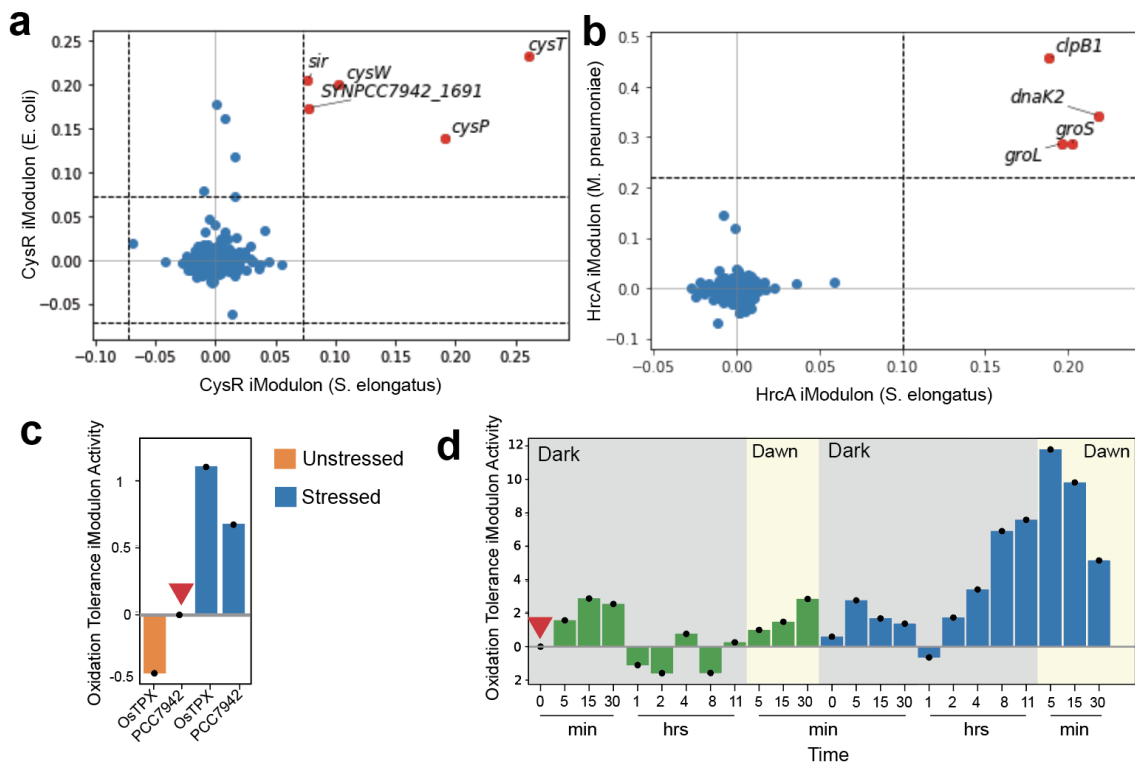 a
CysR iModulon (E. coli)
0.25
0.20
0.15
0.10
0.05
0.00
−0.05
−0.10
−0.05
0.00
0.05
0.10
0.15
0.20
0.25
CysR iModulon (S. elongatus)
cysT
sir
cysW
SYNPCC7942_1691
cysP
b
HrcA iModulon (M. pneumoniae)
0.5
0.4
0.3
0.2
0.1
0.0
−0.1
−0.05
0.00
0.05
0.10
0.15
0.20
HrcA iModulon (S. elongatus)
clpB1
dnaK2
groS
groL
c
Oxidation Tolerance iModulon Activity
1
0.5
0
-0.5
OsTPX
PCC7942
OsTPX
PCC7942
Unstressed
Stressed
d
Oxidation Tolerance iModulon Activity
12
10
8
6
4
2
0
2
Dark
Dawn
Dark
Dawn
0 5 15 30 1 2 4 8 11 5 15 30 0 5 15 30 1 2 4 8 11 5 15 30
min hrs min hrs min
Time